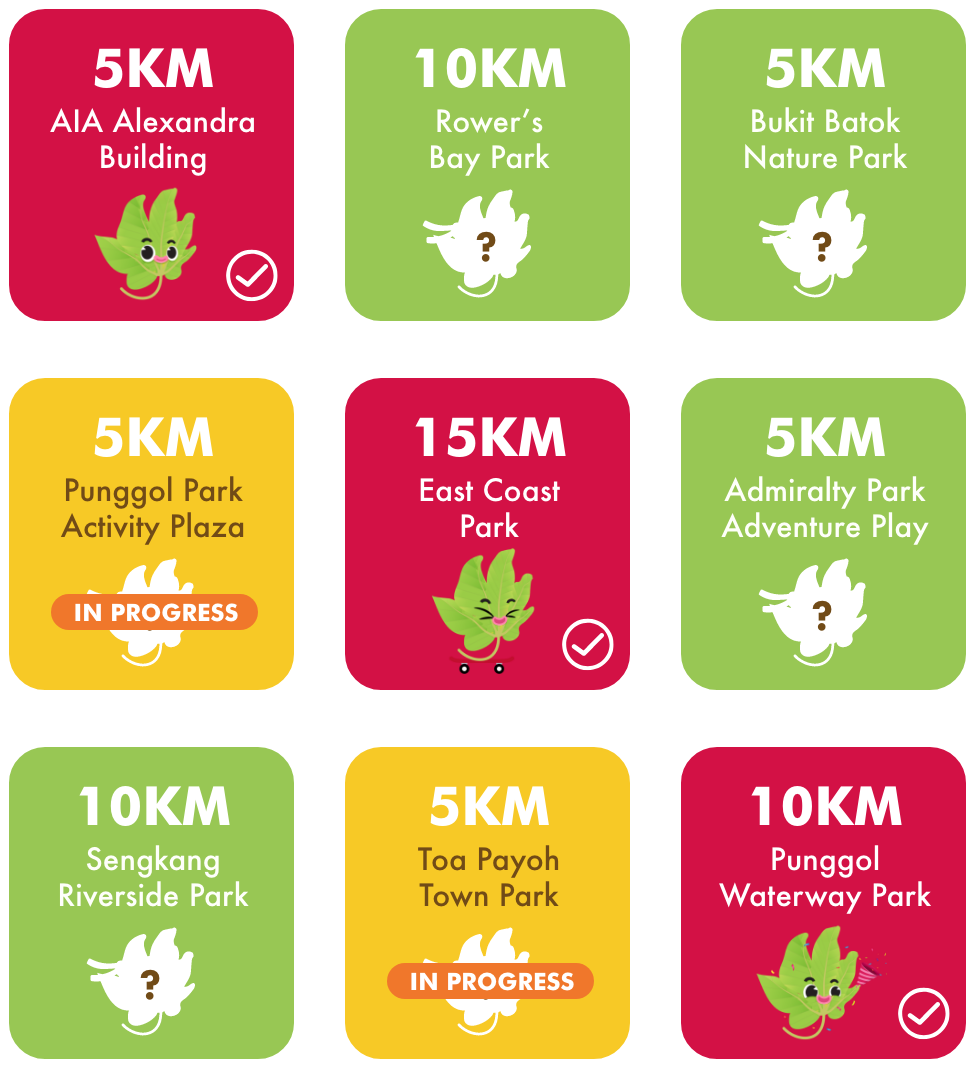 5KM
AIA Alexandra
Building
10KM
Rower's
Bay Park
?
5KM
Bukit Batok
Nature Park
?
5KM
Punggol Park
Activity Plaza
IN PROGRESS
15KM
East Coast
Park
5KM
Admiralty Park
Adventure Play
?
10KM
Sengkang
Riverside Park
?
5KM
Toa Payoh
Town Park
IN PROGRESS
10KM
Punggol
Waterway Park